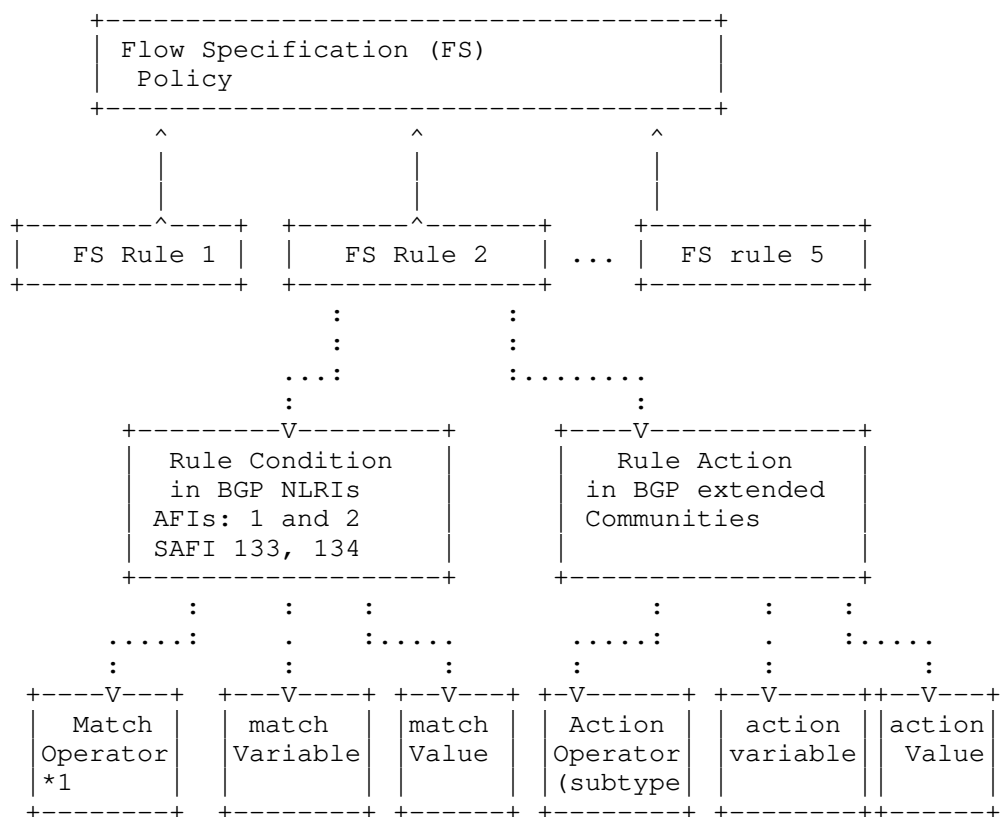 Flow Specification (FS)
Policy
FS Rule 1 FS Rule 2 ... FS rule 5
Rule Condition
in BGP NLRIs
AFIs: 1 and 2
SAFI 133, 134
Rule Action
in BGP extended
Communities
Match
Operator
*1
match
Variable
match
Value
Action
Operator
(subtype
action
variable
action
Value